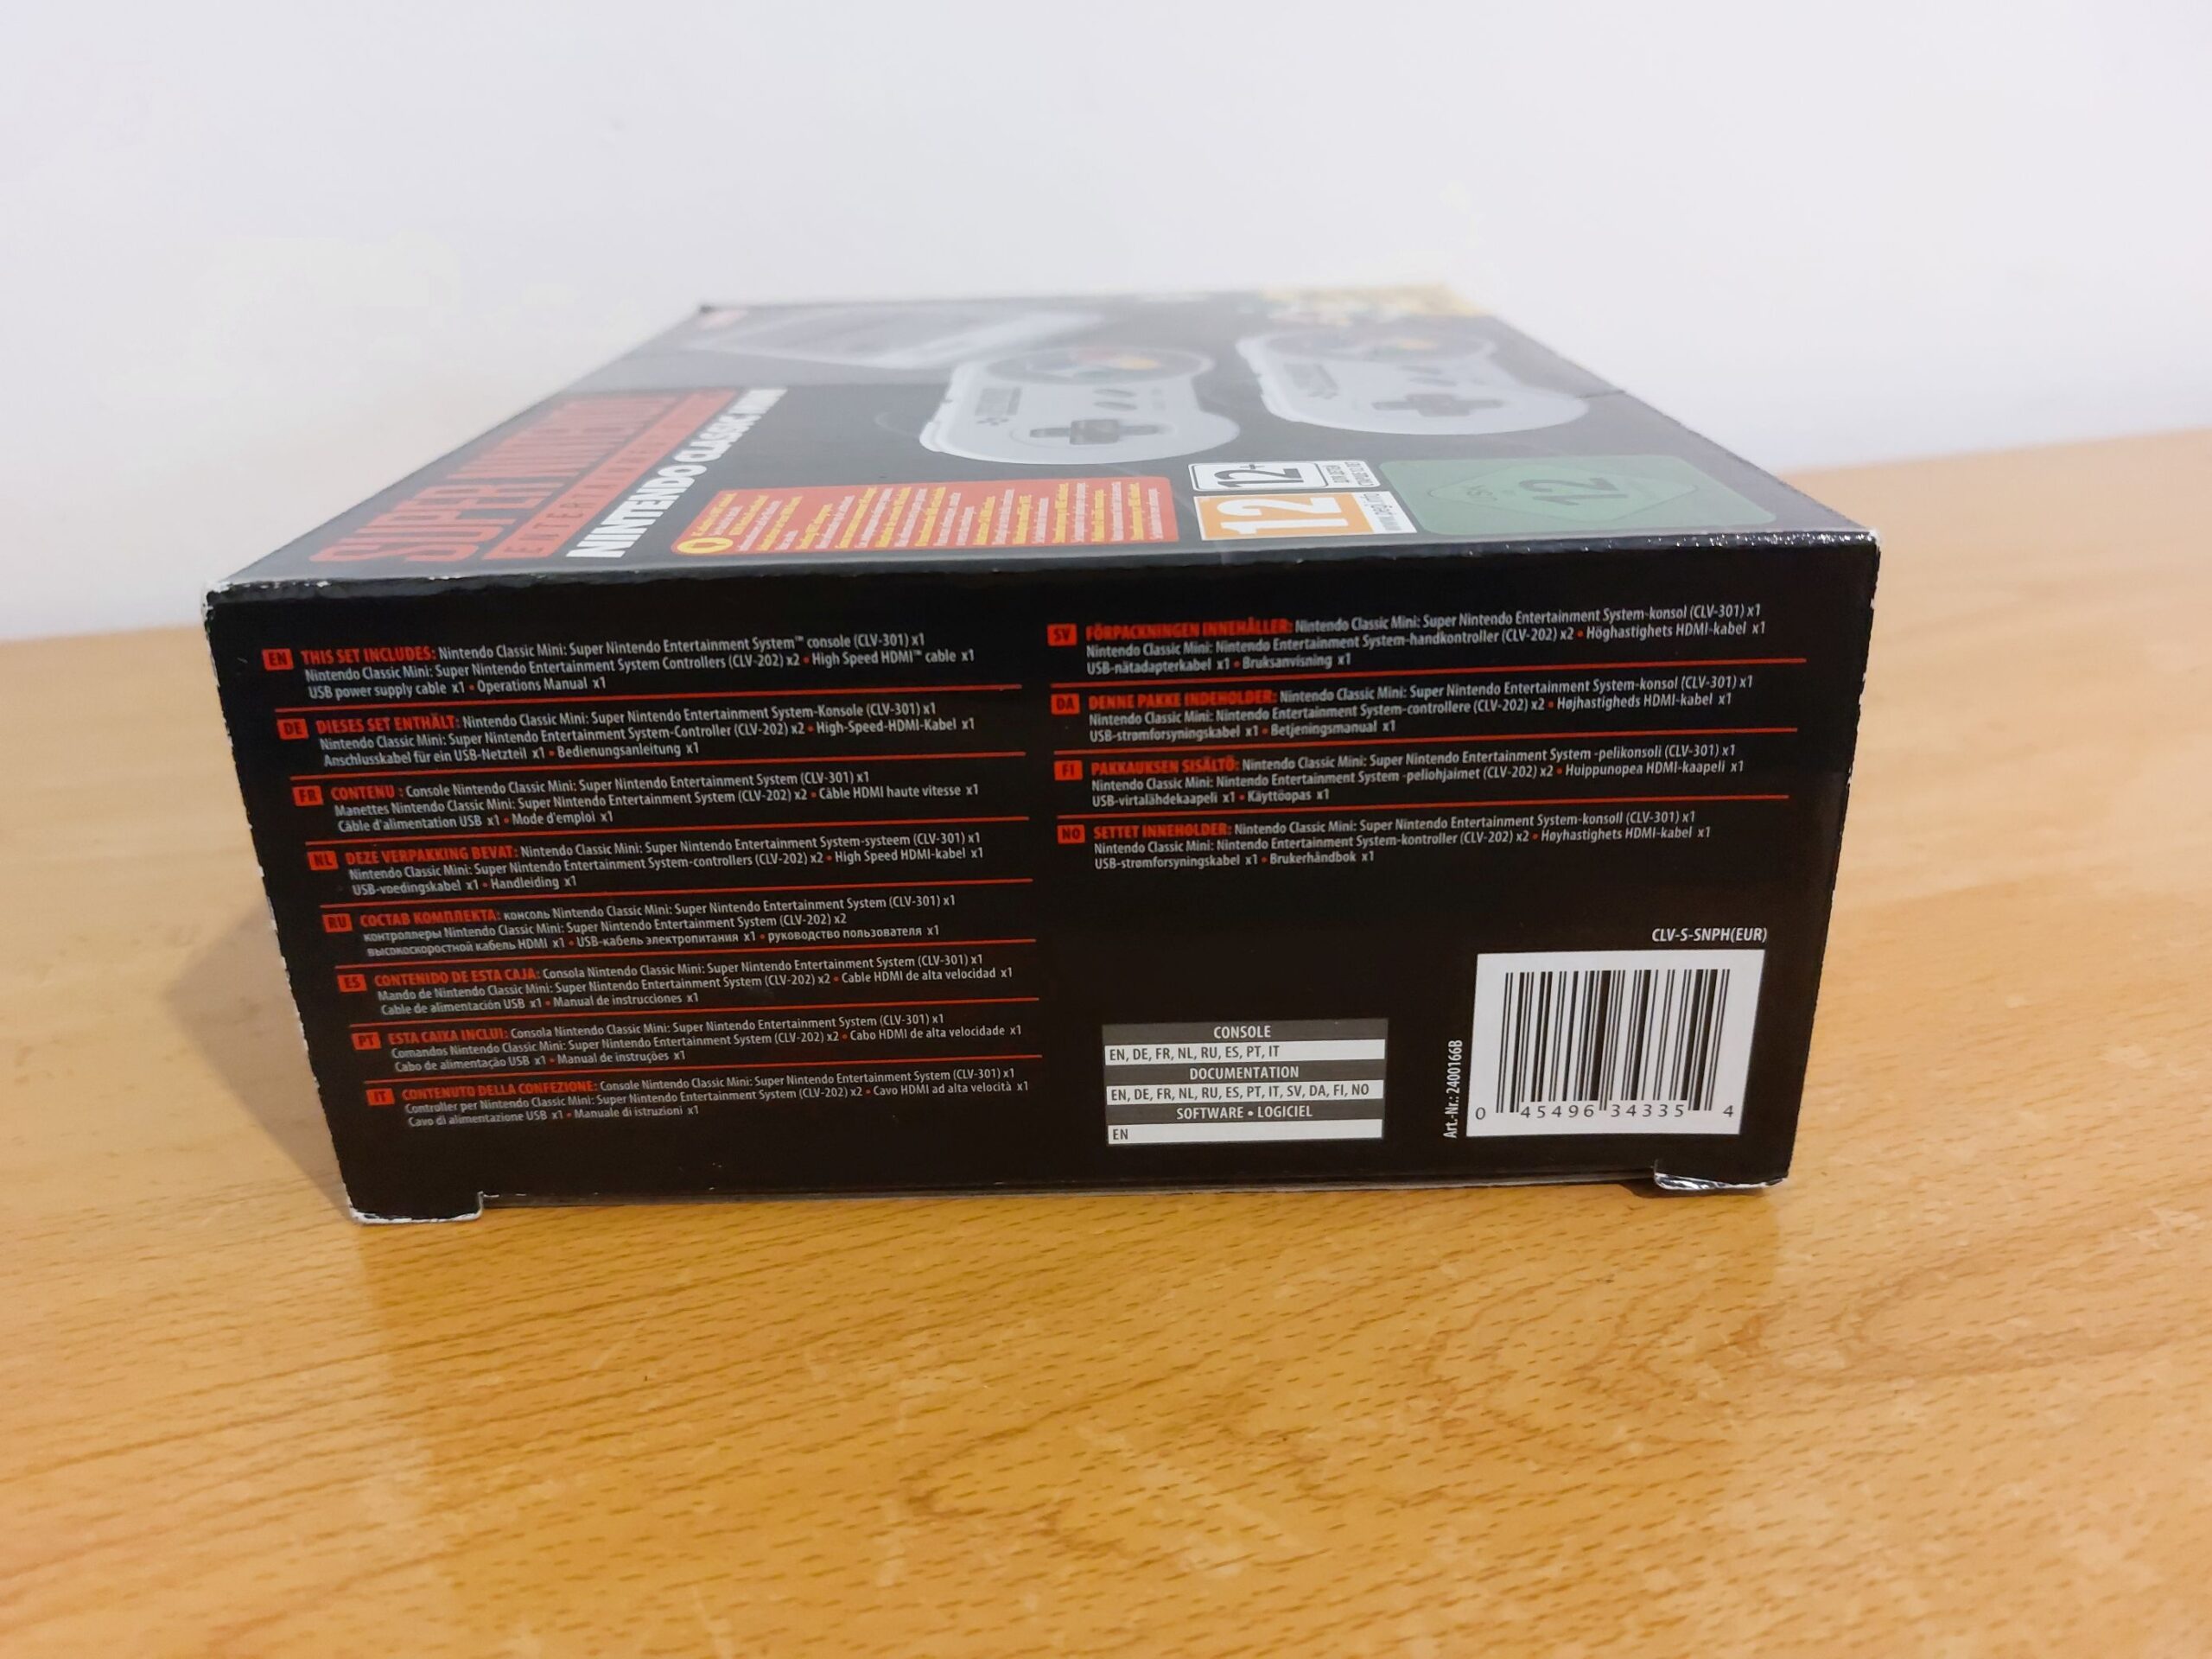 SUPER NINTENDO
ENTERTAINMENT
NINTENDO CLASSIC MINI
12+
12
www.pegi.info
USK
12
EN THIS SET INCLUDES: Nintendo Classic Mini: Super Nintendo Entertainment System™ console (CLV-301) x1
Nintendo Classic Mini: Super Nintendo Entertainment System Controllers (CLV-202) x2 • High Speed HDMI™ cable x1
USB power supply cable x1 • Operations Manual x1
DE DIESES SET ENTHÄLT: Nintendo Classic Mini: Super Nintendo Entertainment System-Konsole (CLV-301) x1
Nintendo Classic Mini: Super Nintendo Entertainment System-Controller (CLV-202) x2 • High-Speed-HDMI-Kabel x1
Anschlusskabel für ein USB-Netzteil x1 • Bedienungsanleitung x1
FR CONTENU : Console Nintendo Classic Mini: Super Nintendo Entertainment System (CLV-301) x1
Manettes Nintendo Classic Mini: Super Nintendo Entertainment System (CLV-202) x2 • Câble HDMI haute vitesse x1
Câble d'alimentation USB x1 • Mode d'emploi x1
NL DEZE VERPAKKING BEVAT: Nintendo Classic Mini: Super Nintendo Entertainment System-systeem (CLV-301) x1
Nintendo Classic Mini: Super Nintendo Entertainment System-controllers (CLV-202) x2 • High Speed HDMI-kabel x1
USB-voedingskabel x1 • Handleiding x1
RU СОСТАВ КОМПЛЕКТА: консоль Nintendo Classic Mini: Super Nintendo Entertainment System (CLV-301) x1
контроллеры Nintendo Classic Mini: Super Nintendo Entertainment System (CLV-202) x2
высокоскоростной кабель HDMI x1 • USB-кабель электропитания x1 • руководство пользователя x1
ES CONTENIDO DE ESTA CAJA: Consola Nintendo Classic Mini: Super Nintendo Entertainment System (CLV-301) x1
Mando de Nintendo Classic Mini: Super Nintendo Entertainment System (CLV-202) x2 • Cable HDMI de alta velocidad x1
Cable de alimentación USB x1 • Manual de instrucciones x1
PT ESTA CAIXA INCLUI: Consola Nintendo Classic Mini: Super Nintendo Entertainment System (CLV-301) x1
Comandos Nintendo Classic Mini: Super Nintendo Entertainment System (CLV-202) x2 • Cabo HDMI de alta velocidade x1
Cabo de alimentação USB x1 • Manual de instruções x1
IT CONTENUTO DELLA CONFEZIONE: Console Nintendo Classic Mini: Super Nintendo Entertainment System (CLV-301) x1
Controller per Nintendo Classic Mini: Super Nintendo Entertainment System (CLV-202) x2 • Cavo HDMI ad alta velocità x1
Cavo di alimentazione USB x1 • Manuale di istruzioni x1
SV FÖRPACKNINGEN INNEHÅLLER: Nintendo Classic Mini: Super Nintendo Entertainment System-konsol (CLV-301) x1
Nintendo Classic Mini: Nintendo Entertainment System-handkontroller (CLV-202) x2 • Höghastighets HDMI-kabel x1
USB-nätadapterkabel x1 • Bruksanvisning x1
DA DENNE PAKKE INDEHOLDER: Nintendo Classic Mini: Super Nintendo Entertainment System-konsol (CLV-301) x1
Nintendo Classic Mini: Nintendo Entertainment System-controllere (CLV-202) x2 • Højhastigheds HDMI-kabel x1
USB-strømforsyningskabel x1 • Betjeningsmanual x1
FI PAKKAUKSEN SISÄLTÖ: Nintendo Classic Mini: Super Nintendo Entertainment System -pelikonsoli (CLV-301) x1
Nintendo Classic Mini: Nintendo Entertainment System -peliohjaimet (CLV-202) x2 • Huippunopea HDMI-kaapeli x1
USB-virtalähdekaapeli x1 • Käyttöopas x1
NO SETTET INNEHOLDER: Nintendo Classic Mini: Super Nintendo Entertainment System-konsoll (CLV-301) x1
Nintendo Classic Mini: Nintendo Entertainment System-kontroller (CLV-202) x2 • Høyhastighets HDMI-kabel x1
USB-strømforsyningskabel x1 • Brukerhåndbok x1
CONSOLE
EN, DE, FR, NL, RU, ES, PT, IT
DOCUMENTATION
EN, DE, FR, NL, RU, ES, PT, IT, SV, DA, FI, NO
SOFTWARE • LOGICIEL
EN
CLV-S-SNPH(EUR)
Art.-Nr.: 2400166B
0 45496 34335 4